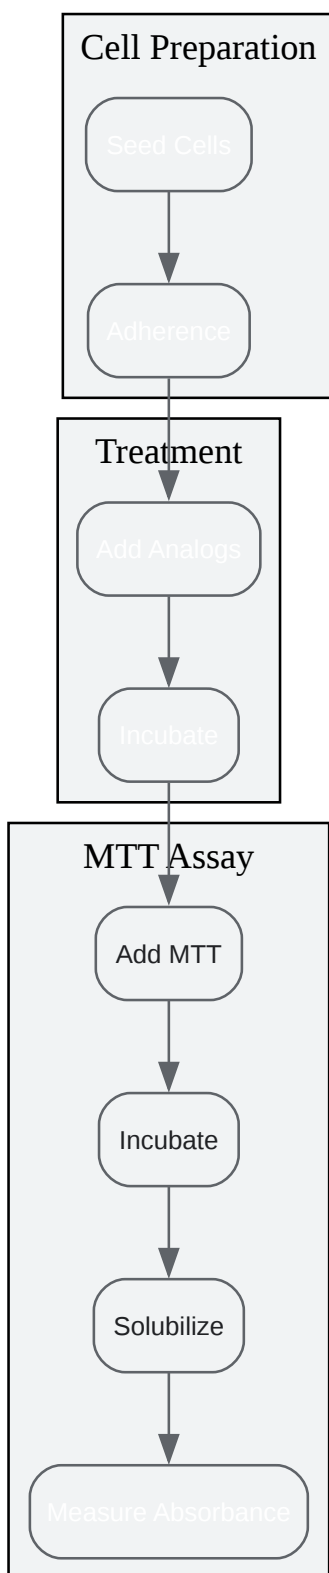 Cell Preparation
Seed Cells
Adherence
Treatment
Add Analogs
Incubate
MTT Assay
Add MTT
Incubate
Solubilize
Measure Absorbance